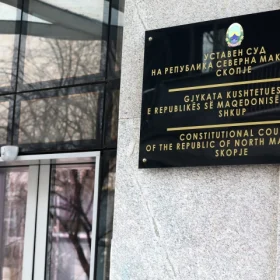 УСТАВЕН СУД
НА РЕПУБЛИКА СЕВЕРНА МАК
СКОПЈЕ
GJYKATA KUSHTETUES
E REPUBLIKËS SË MAQEDONISË
SHKUP
CONSTITUTIONAL COU
OF THE REPUBLIC OF NORTH MA
SKOPJE